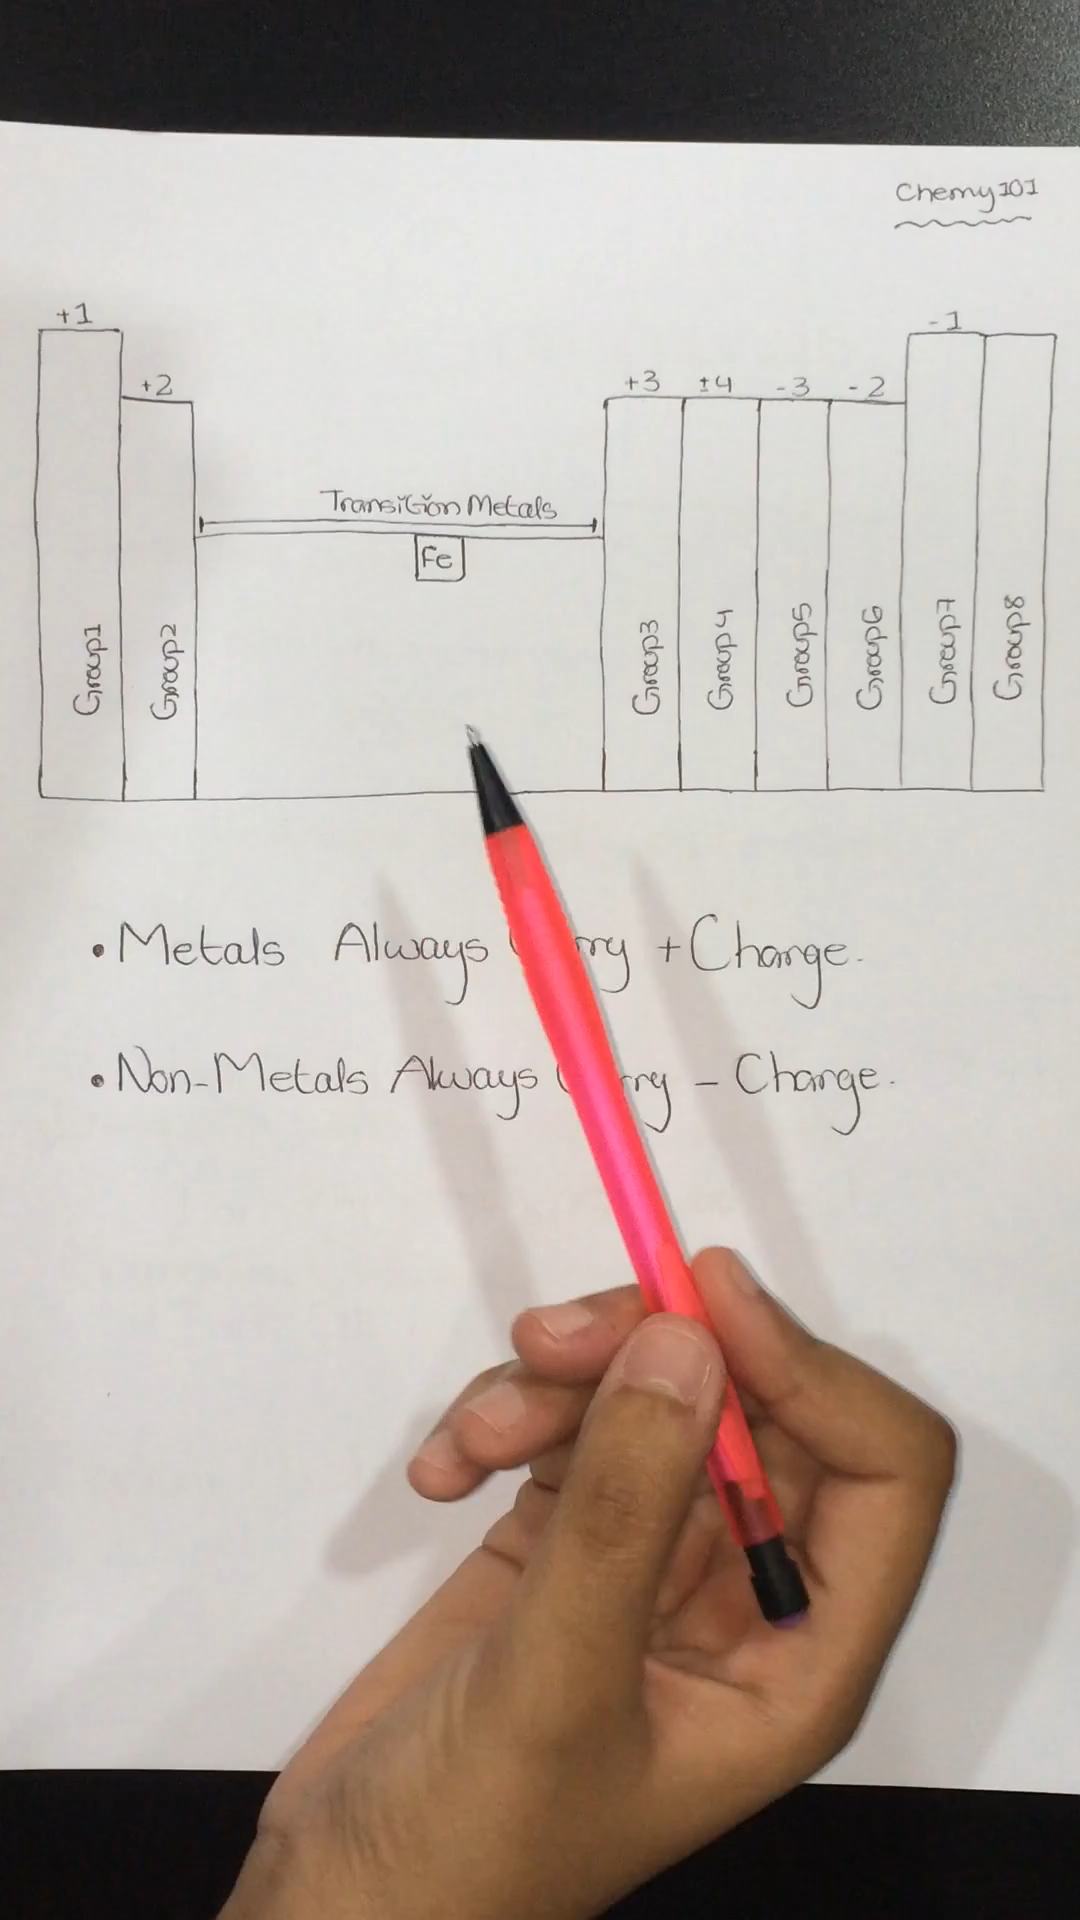 Chemy101
+1
-1
+2
+3 ±4 -3 -2
Transition Metals
Fe
Group1
Group2
Group3
Group4
Group5
Group6
Group7
Group8
• Metals Always + Charge.
• Non-Metals Always - Charge.